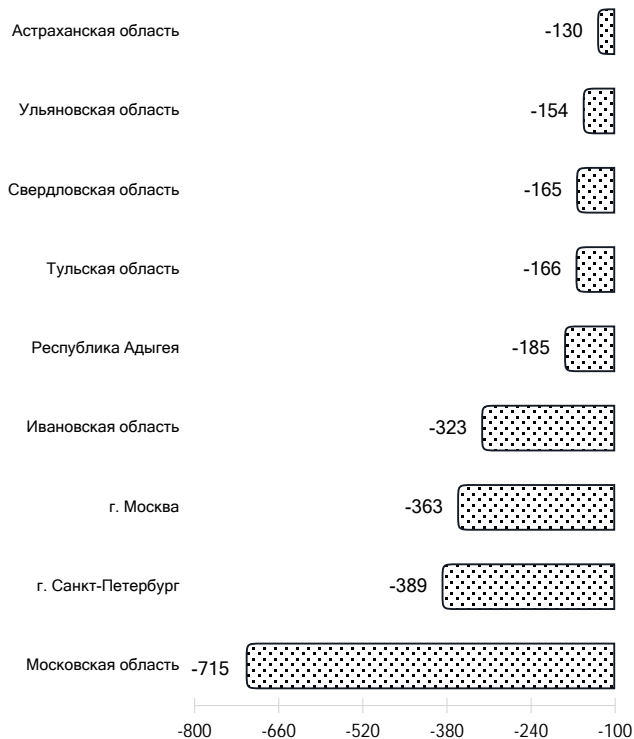 Астраханская область -130
Ульяновская область -154
Свердловская область -165
Тульская область -166
Республика Адыгея -185
Ивановская область -323
г. Москва -363
г. Санкт-Петербург -389
Московская область -715
-800 -660 -520 -380 -240 -100